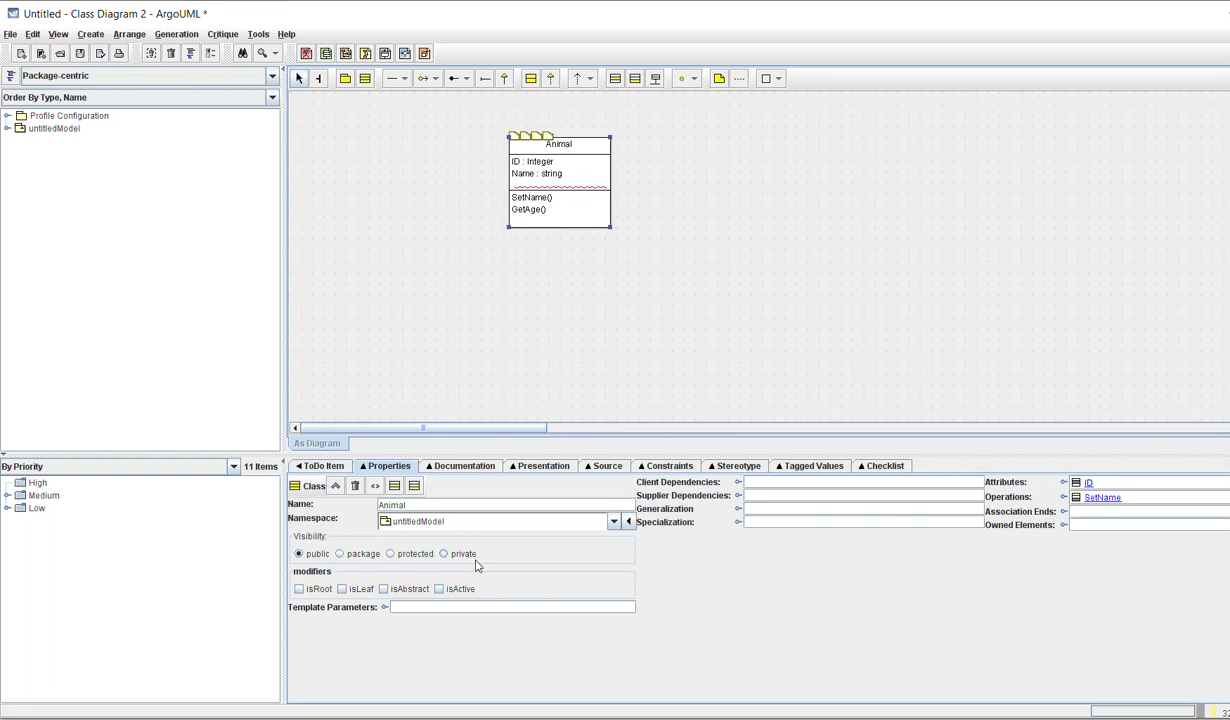 Untitled - Class Diagram 2 - ArgoUML *
File Edit View Create Arrange Generation Critique Tools Help
Package-centric
Order By Type, Name
Profile Configuration
untitledModel
Animal
ID : Integer
Name : string
SetName()
GetAge()
As Diagram
By Priority 11 Items
High
Medium
Low
ToDo Item Properties Documentation Presentation Source Constraints Stereotype Tagged Values Checklist
Class
Name: Animal
Namespace: untitledModel
Visibility:
public package protected private
modifiers
isRoot isLeaf isAbstract isActive
Template Parameters:
Client Dependencies:
Supplier Dependencies:
Generalization
Specialization:
Attributes: ID
Operations: SetName
Association Ends:
Owned Elements: